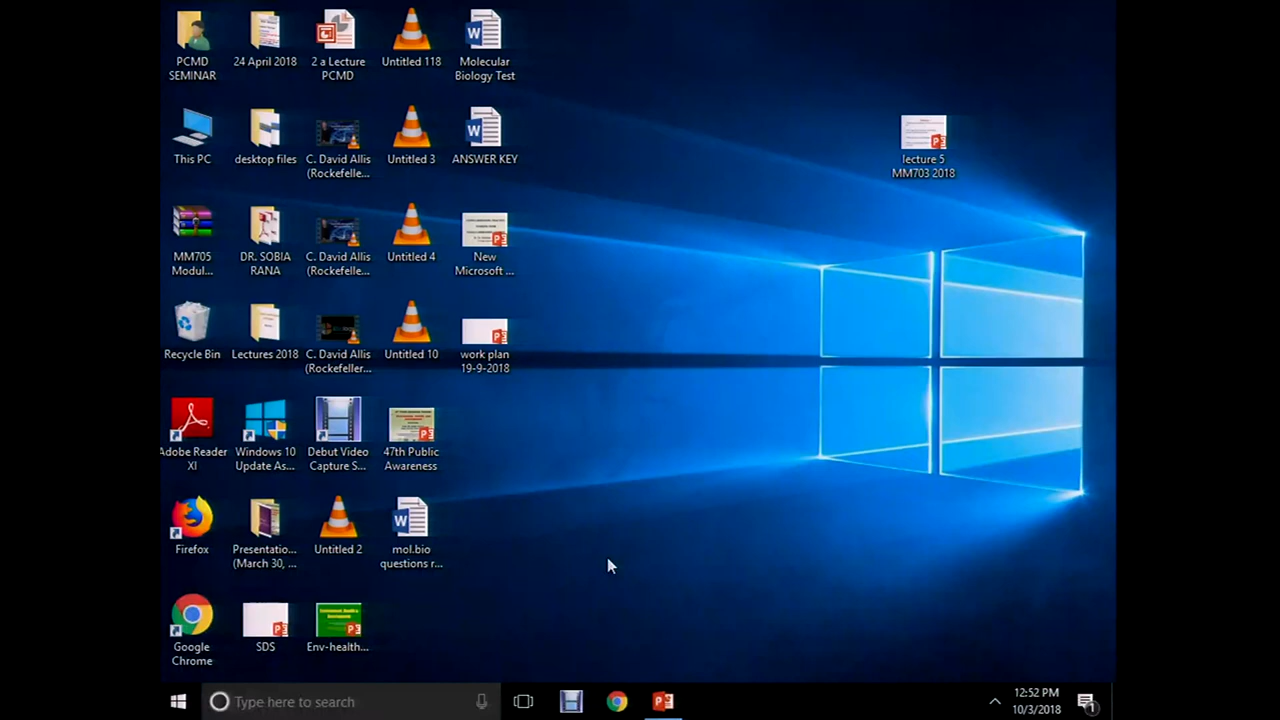 PCMD
SEMINAR
24 April 2018
2 a Lecture
PCMD
Untitled 118
Molecular
Biology Test
This PC
desktop files
C. David Allis
(Rockefelle...
Untitled 3
ANSWER KEY
lecture 5
MM703 2018
MM705
Modul...
DR. SOBIA
RANA
C. David Allis
(Rockefelle...
Untitled 4
New
Microsoft ...
Recycle Bin
Lectures 2018
C. David Allis
(Rockefeller...
Untitled 10
work plan
19-9-2018
Adobe Reader
XI
Windows 10
Update As...
Debut Video
Capture S...
47th Public
Awareness
Firefox
Presentatio...
(March 30, ...
Untitled 2
mol.bio
questions r...
Google
Chrome
SDS
Env-health...
Type here to search
12:52 PM
10/3/2018
1